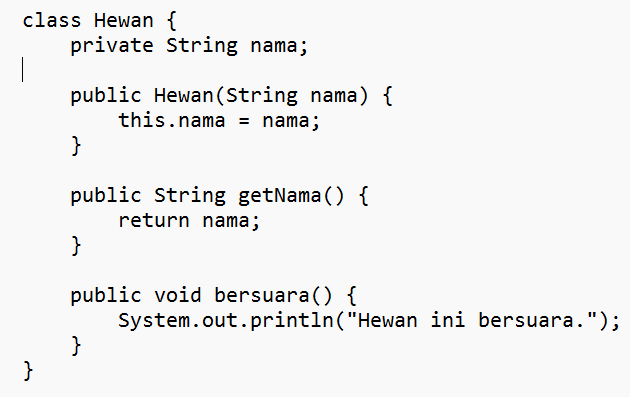 class Hewan {
    private String nama;

    public Hewan(String nama) {
        this.nama = nama;
    }

    public String getNama() {
        return nama;
    }

    public void bersuara() {
        System.out.println("Hewan ini bersuara.");
    }
}